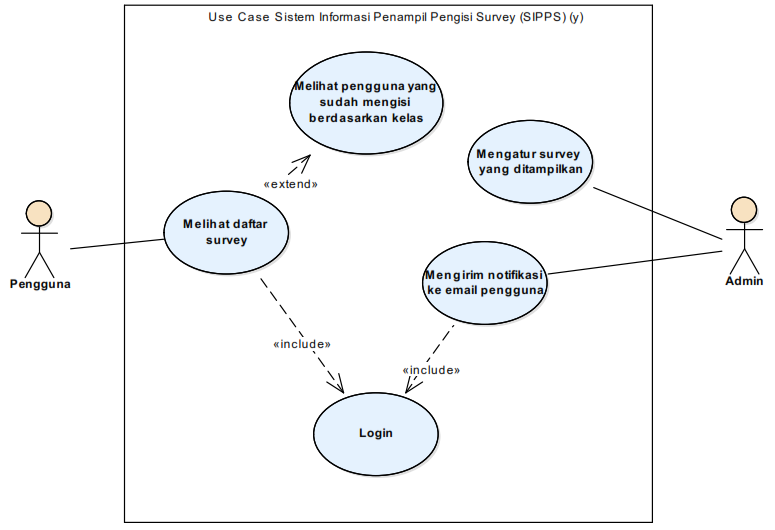 Use Case Sistem Informasi Penampil Pengisi Survey (SIPPS) (y)
Melihat pengguna yang
sudah mengisi
berdasarkan kelas
Mengatur survey
yang ditampilkan
«extend»
Melihat daftar
survey
Pengguna
Mengirim notifikasi
ke email pengguna
Admin
«include»
«include»
Login